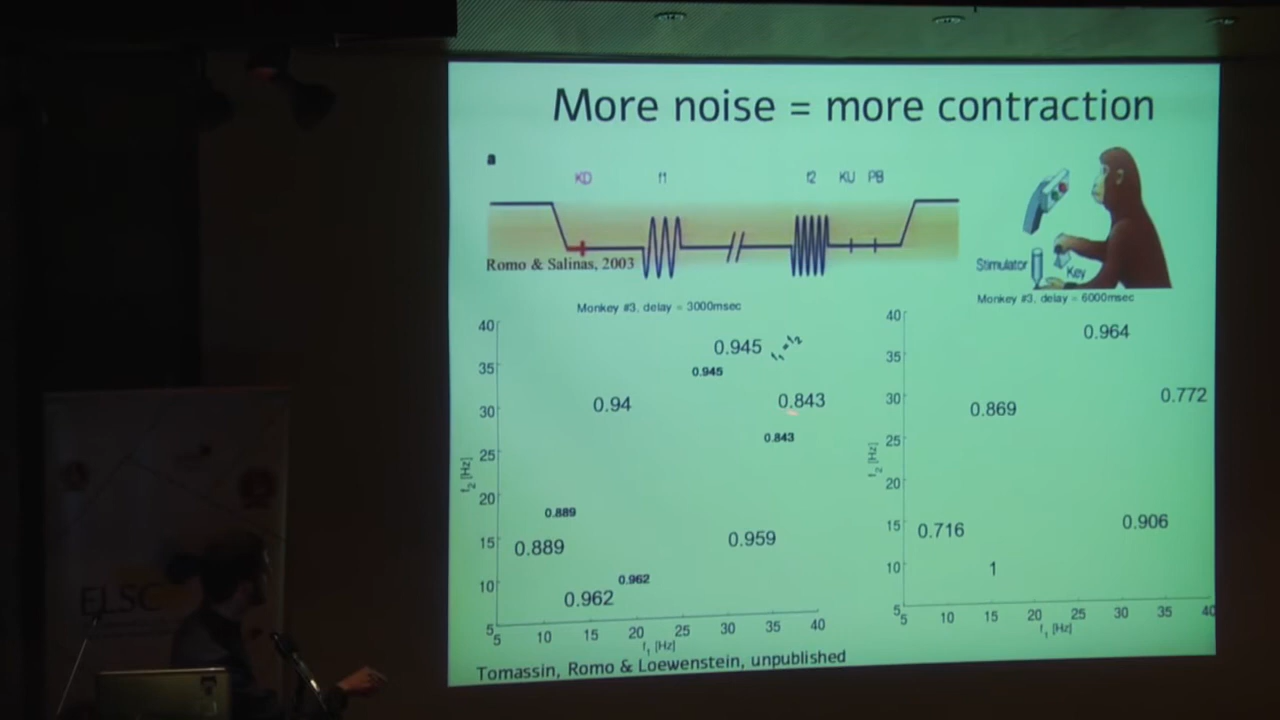 More noise = more contraction
a
KD f1 f2 KU PB
Romo & Salinas, 2003
Stimulator
Key
Monkey #3, delay = 3000msec
40
35
30
25
20
15
10
5
f2 [Hz]
0.945
f1=f2
0.945
0.94
0.843
0.843
0.889
0.889
0.959
0.962
0.962
5 10 15 20 25 30 35 40
f1 [Hz]
Monkey #3, delay = 6000msec
40
35
30
25
20
15
10
5
f2 [Hz]
0.964
0.772
0.869
0.716
0.906
1
5 10 15 20 25 30 35 40
f1 [Hz]
Tomassin, Romo & Loewenstein, unpublished
ELSC